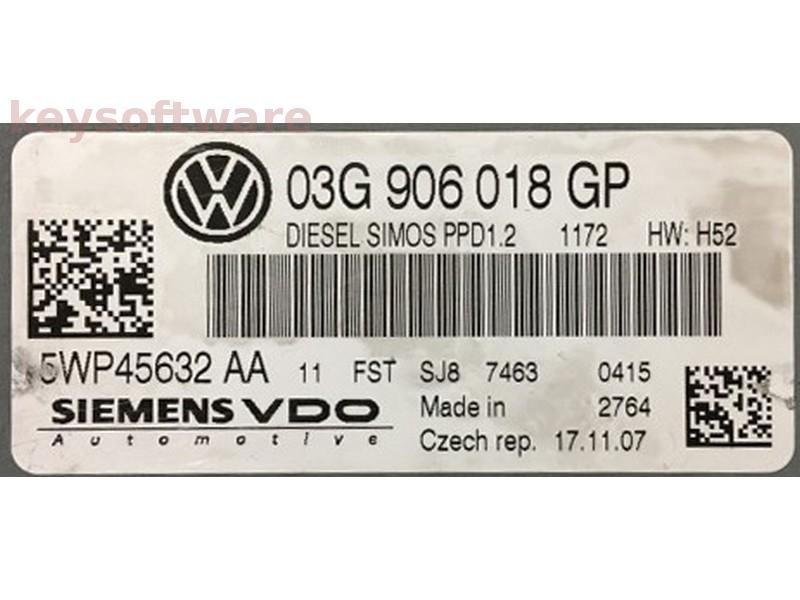 keysoftware
03G 906 018 GP
DIESEL SIMOS PPD1.2 1172 HW: H52
5WP45632 AA 11 FST SJ8 7463 0415
SIEMENS VDO Made in 2764
Automotive Czech rep. 17.11.07